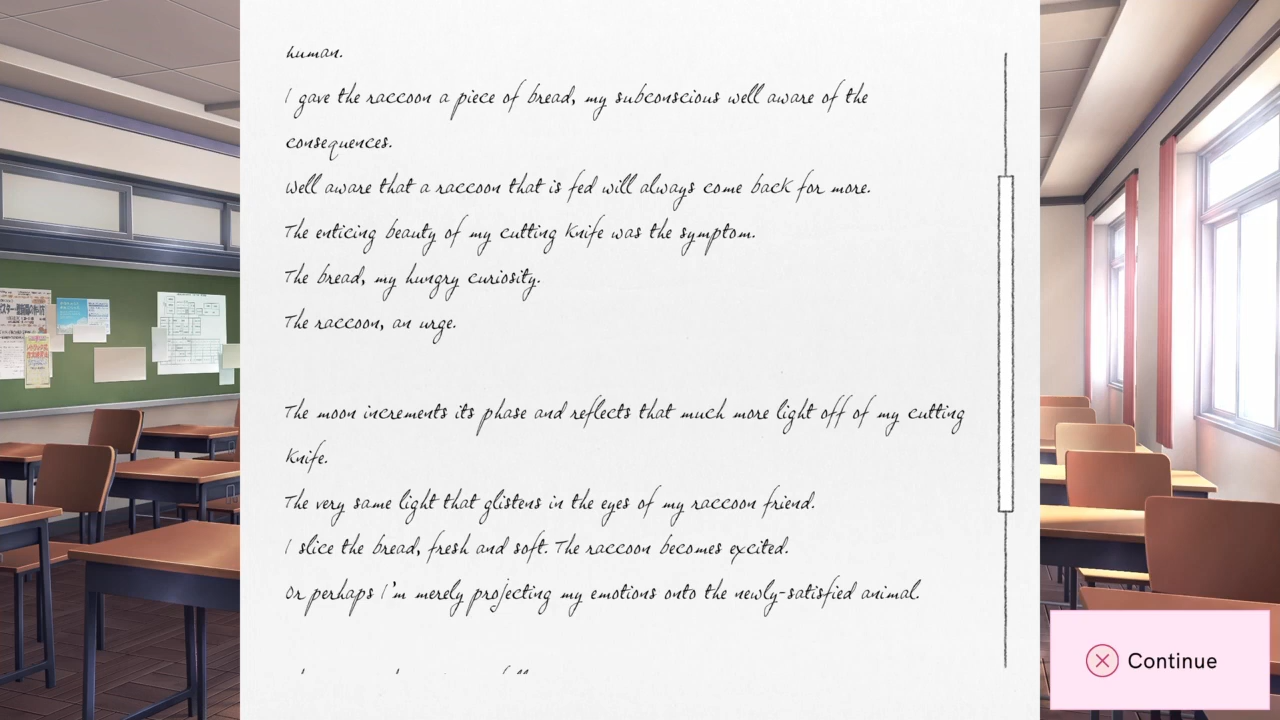 human.
I gave the raccoon a piece of bread, my subconscious well aware of the
consequences.
Well aware that a raccoon that is fed will always come back for more.
The enticing beauty of my cutting knife was the symptom.
The bread, my hungry curiosity.
The raccoon, an urge.
The moon increments its phase and reflects that much more light off of my cutting
knife.
The very same light that glistens in the eyes of my raccoon friend.
I slice the bread, fresh and soft. The raccoon becomes excited.
Or perhaps I'm merely projecting my emotions onto the newly-satisfied animal.
Continue